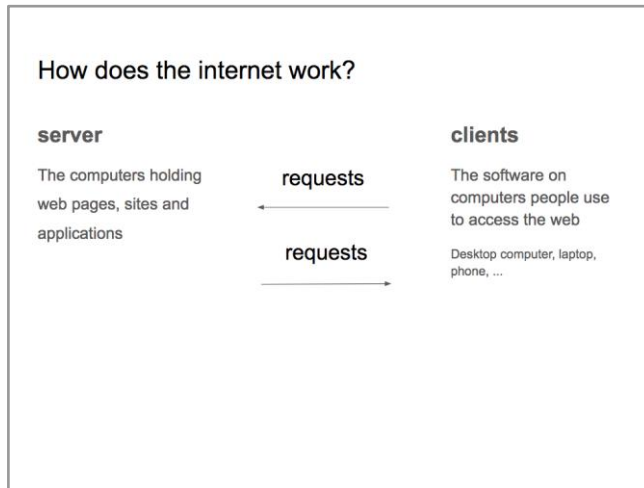 How does the internet work?
server
The computers holding
web pages, sites and
applications
requests
requests
clients
The software on
computers people use
to access the web
Desktop computer, laptop,
phone, ...